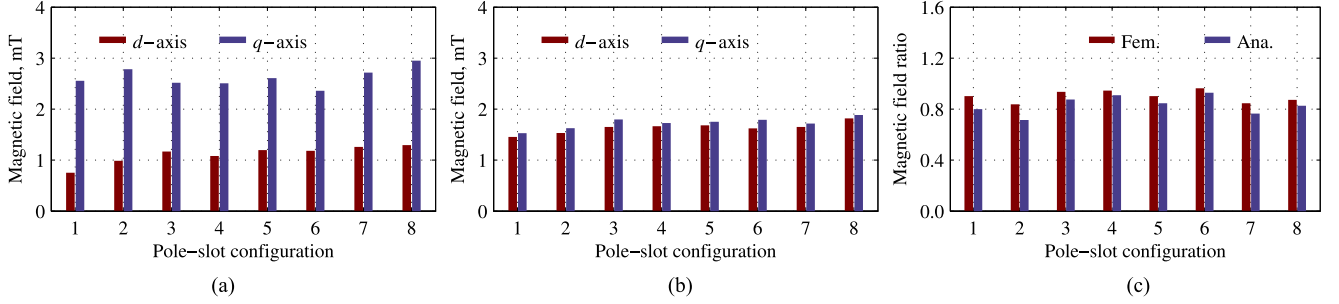 4
3
2
1
0
Magnetic field, mT
d−axis q−axis
1 2 3 4 5 6 7 8
Pole−slot configuration
(a)
4
3
2
1
0
Magnetic field, mT
d−axis q−axis
1 2 3 4 5 6 7 8
Pole−slot configuration
(b)
1.6
1.2
0.8
0.4
0.0
Magnetic field ratio
Fem. Ana.
1 2 3 4 5 6 7 8
Pole−slot configuration
(c)